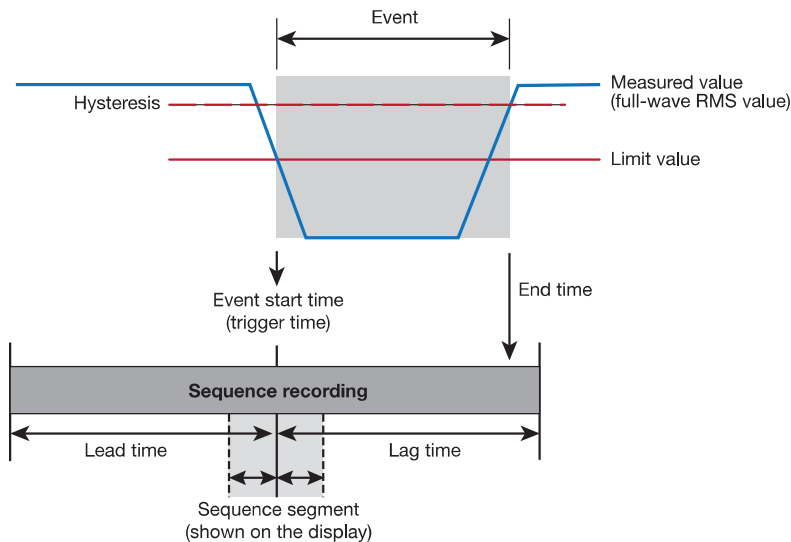 Event
Hysteresis
Measured value
(full-wave RMS value)
Limit value
Event start time
(trigger time)
End time
Sequence recording
Lead time
Lag time
Sequence segment
(shown on the display)